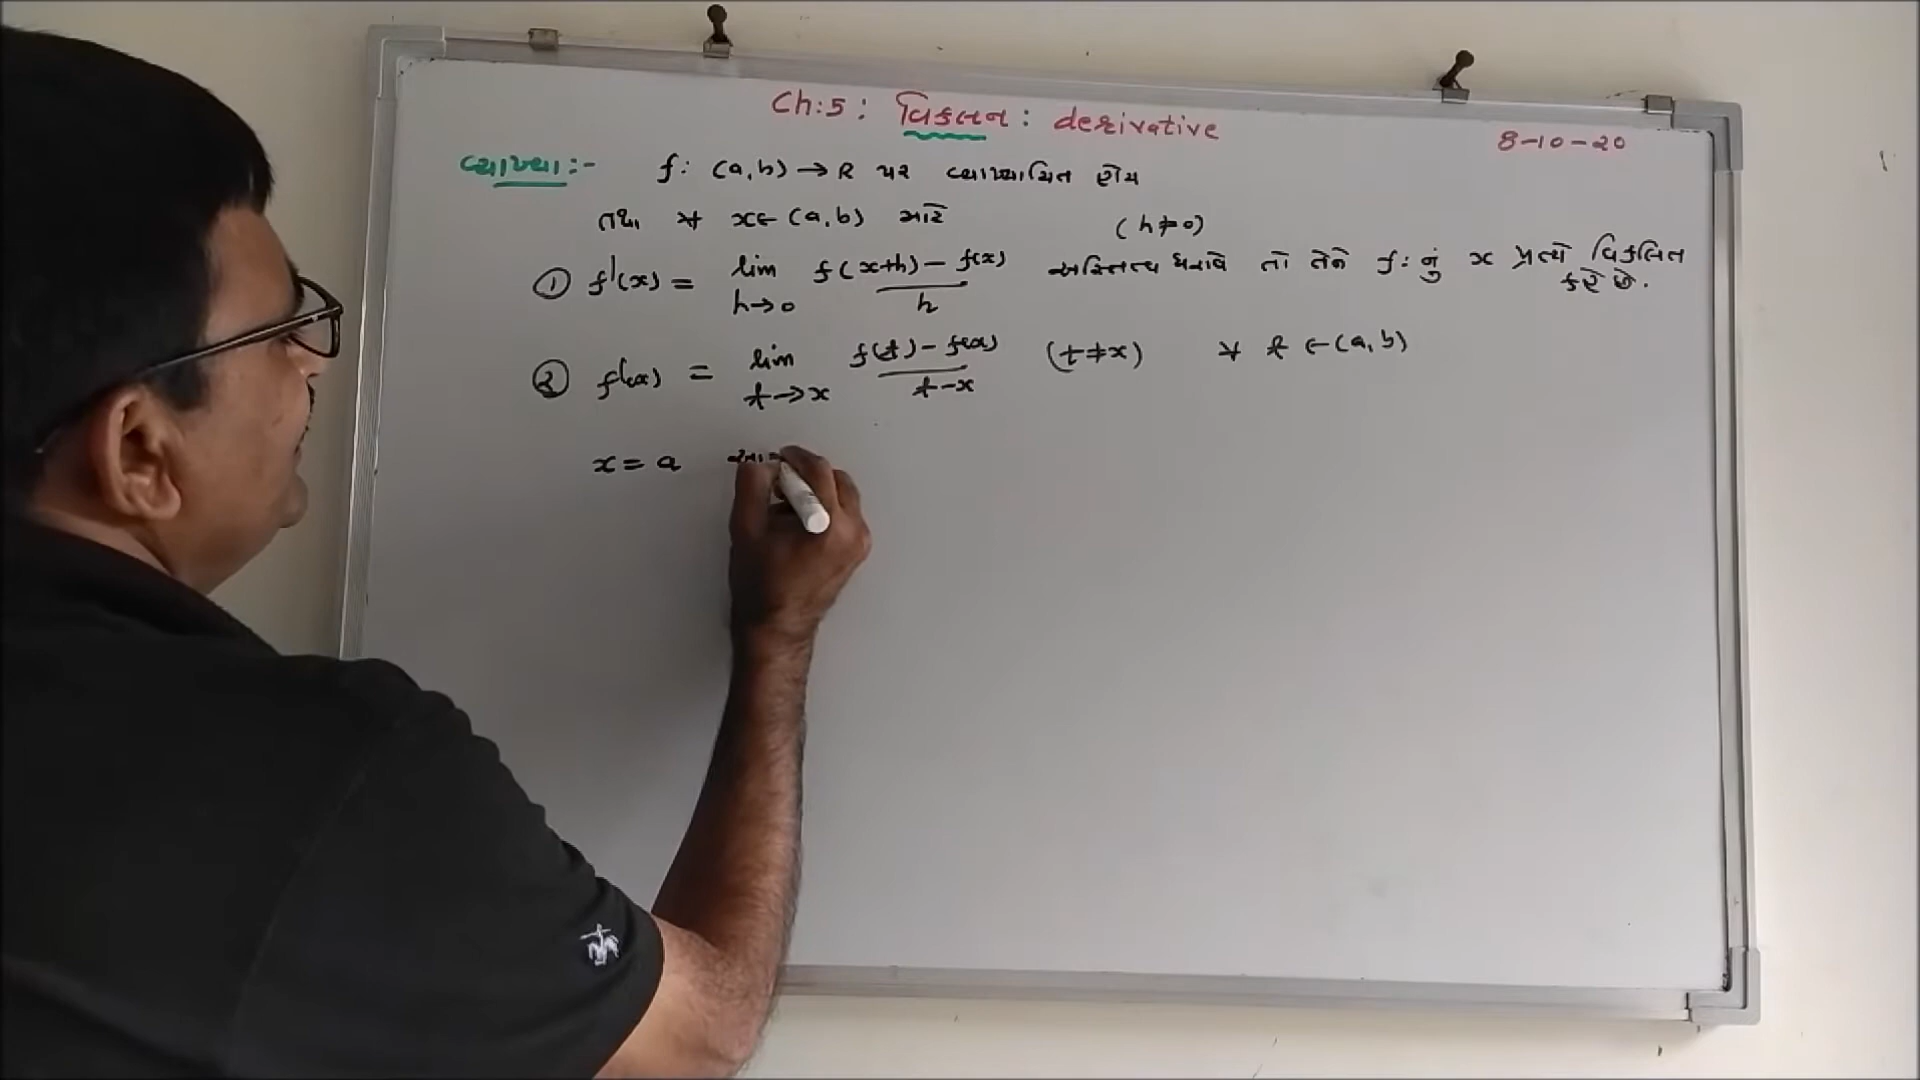 Ch:5: વિકલન: derivative
8-10-20
વ્યાખ્યા:- f: (a,b) → R પર વ્યાખ્યાયિત હોય
તથા ∀ x ∈ (a,b) માટે (h≠0)
① f'(x) = lim h→0 f(x+h) - f(x) / h અસ્તિત્વ ધરાવે તો તેને f: નું x પ્રત્યે વિકલિત
કહે છે.
② f'(x) = lim t→x f(t) - f(x) / t-x (t≠x) ∀ t ∈ (a,b)
x = a